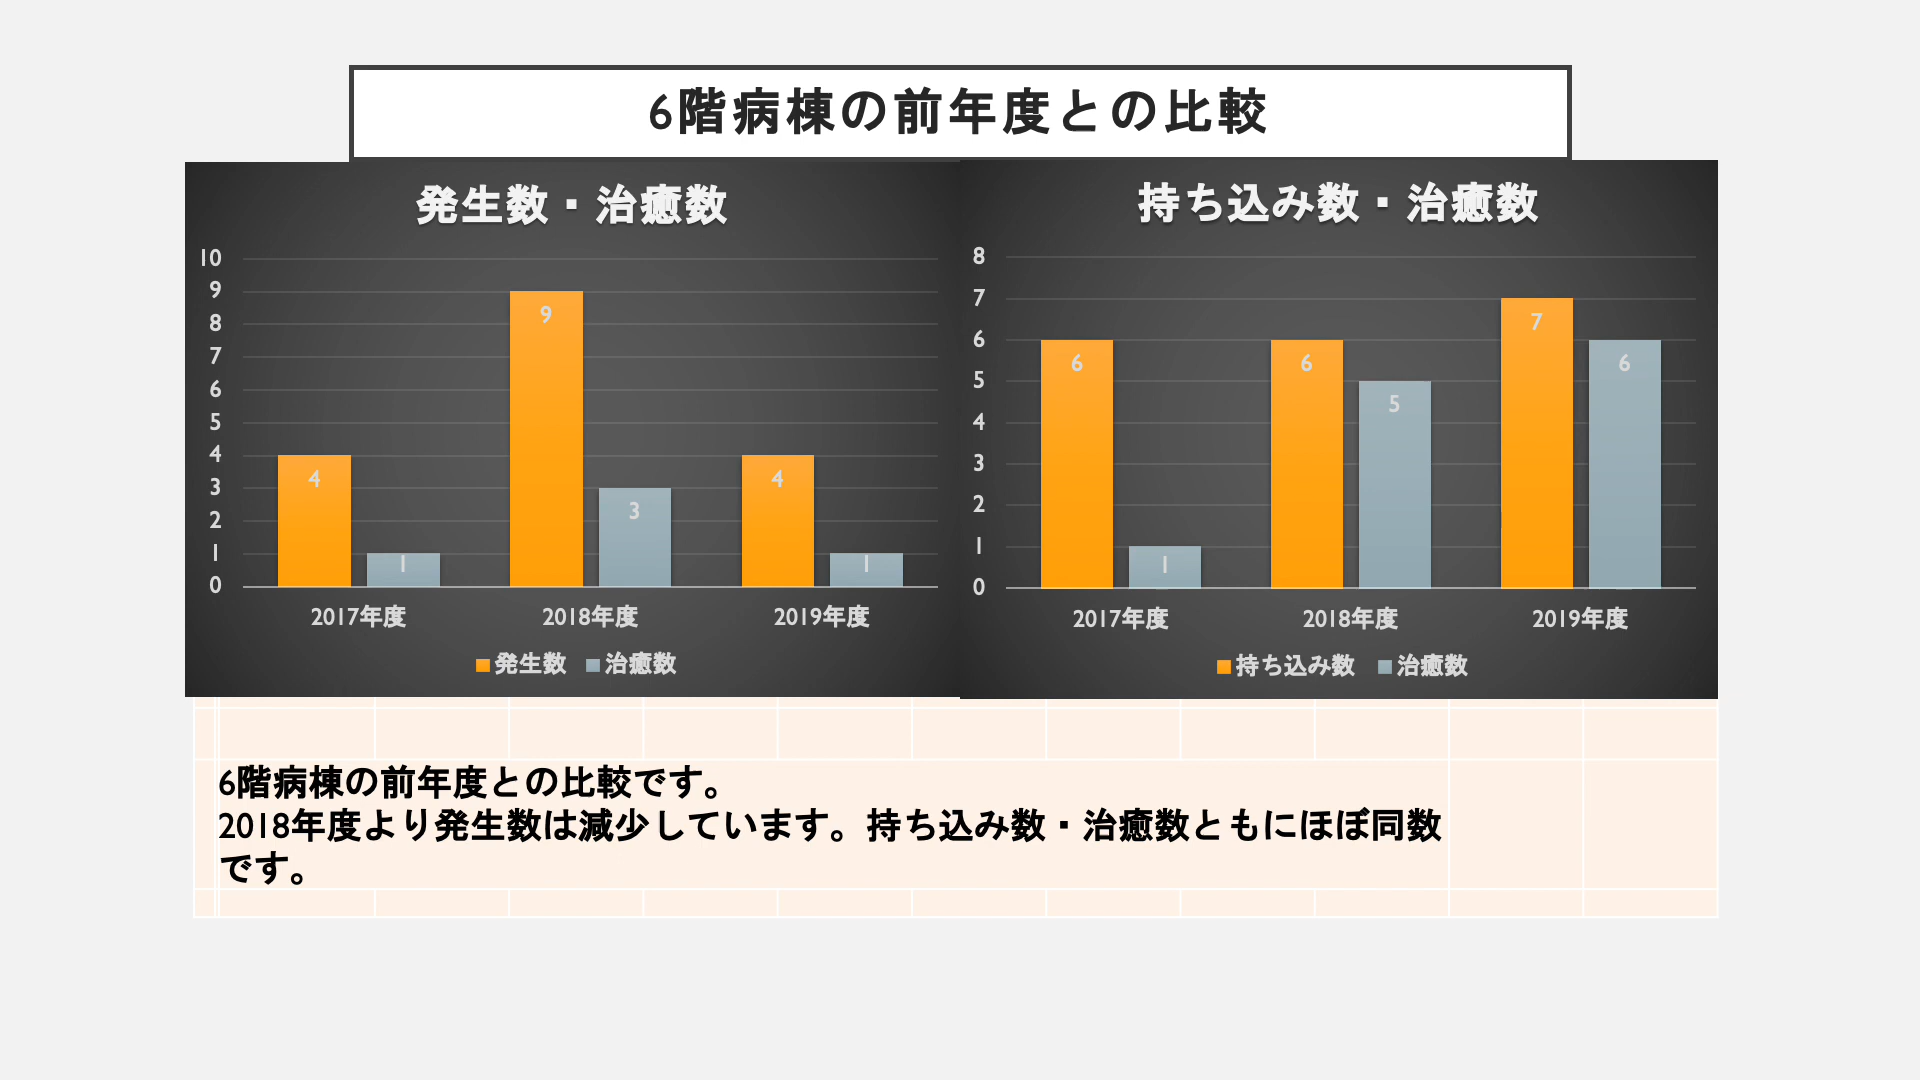 6階病棟の前年度との比較
発生数・治癒数
10
9
8
7
6
5
4
3
2
1
0
4
1
9
3
4
1
2017年度
2018年度
2019年度
発生数
治癒数
持ち込み数・治癒数
8
7
6
5
4
3
2
1
0
6
1
6
5
7
6
2017年度
2018年度
2019年度
持ち込み数
治癒数
6階病棟の前年度との比較です。
2018年度より発生数は減少しています。持ち込み数・治癒数ともにほぼ同数
です。